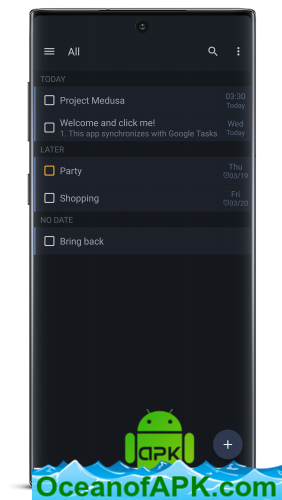 All
TODAY
Project Medusa
03:30
Today
Welcome and click me!
1. This app synchronizes with Google Tasks
Wed
Today
LATER
Party
Thu
03/19
Shopping
Fri
03/20
NO DATE
Bring back
apk
OceanofAPK.com